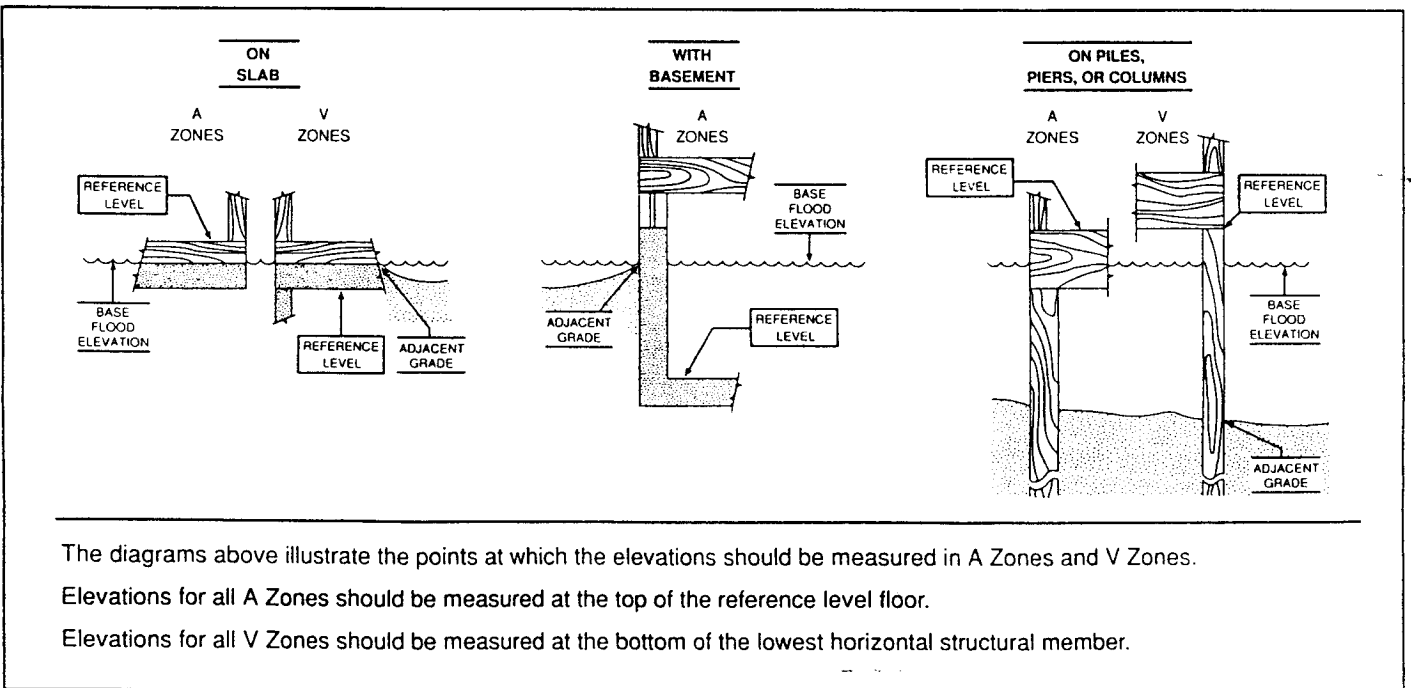 ON
SLAB
A
ZONES
V
ZONES
REFERENCE
LEVEL
BASE
FLOOD
ELEVATION
REFERENCE
LEVEL
ADJACENT
GRADE
WITH
BASEMENT
A
ZONES
BASE
FLOOD
ELEVATION
ADJACENT
GRADE
REFERENCE
LEVEL
ON PILES,
PIERS, OR COLUMNS
A
ZONES
V
ZONES
REFERENCE
LEVEL
REFERENCE
LEVEL
BASE
FLOOD
ELEVATION
ADJACENT
GRADE
The diagrams above illustrate the points at which the elevations should be measured in A Zones and V Zones.
Elevations for all A Zones should be measured at the top of the reference level floor.
Elevations for all V Zones should be measured at the bottom of the lowest horizontal structural member.